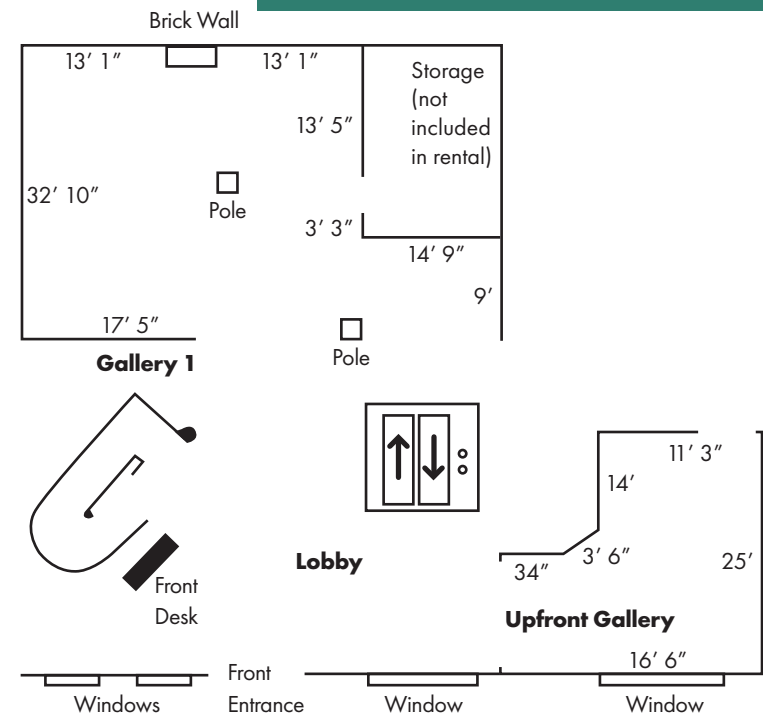 Brick Wall
13’ 1”
13’ 1”
Storage
(not
included
in rental)
13’ 5”
32’ 10”
Pole
3’ 3”
14’ 9”
9’
17’ 5”
Pole
Gallery 1
11’ 3”
14’
Lobby
34”
3’ 6”
25’
Front
Desk
Upfront Gallery
16’ 6”
Front
Entrance
Windows
Window
Window